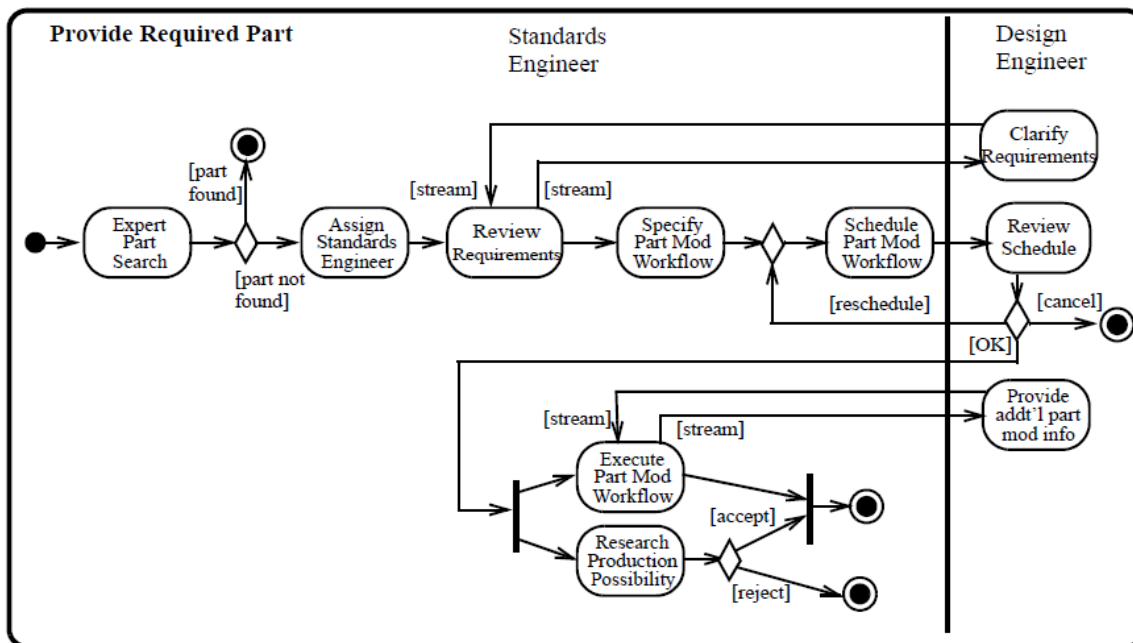 Provide Required Part
Standards
Engineer
Design
Engineer
Clarify
Requirements
[part
found]
[stream]
[stream]
Expert
Part
Search
Assign
Standards
Engineer
Review
Requirements
Specify
Part Mod
Workflow
Schedule
Part Mod
Workflow
Review
Schedule
[part not
found]
[reschedule]
[cancel]
[OK]
Provide
addt'l part
mod info
[stream]
[stream]
Execute
Part Mod
Workflow
[accept]
Research
Production
Possibility
[reject]